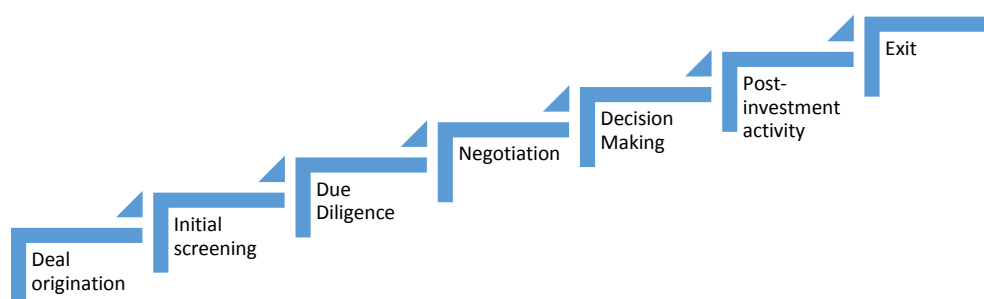 Deal
origination
Initial
screening
Due
Diligence
Negotiation
Decision
Making
Post-
investment
activity
Exit